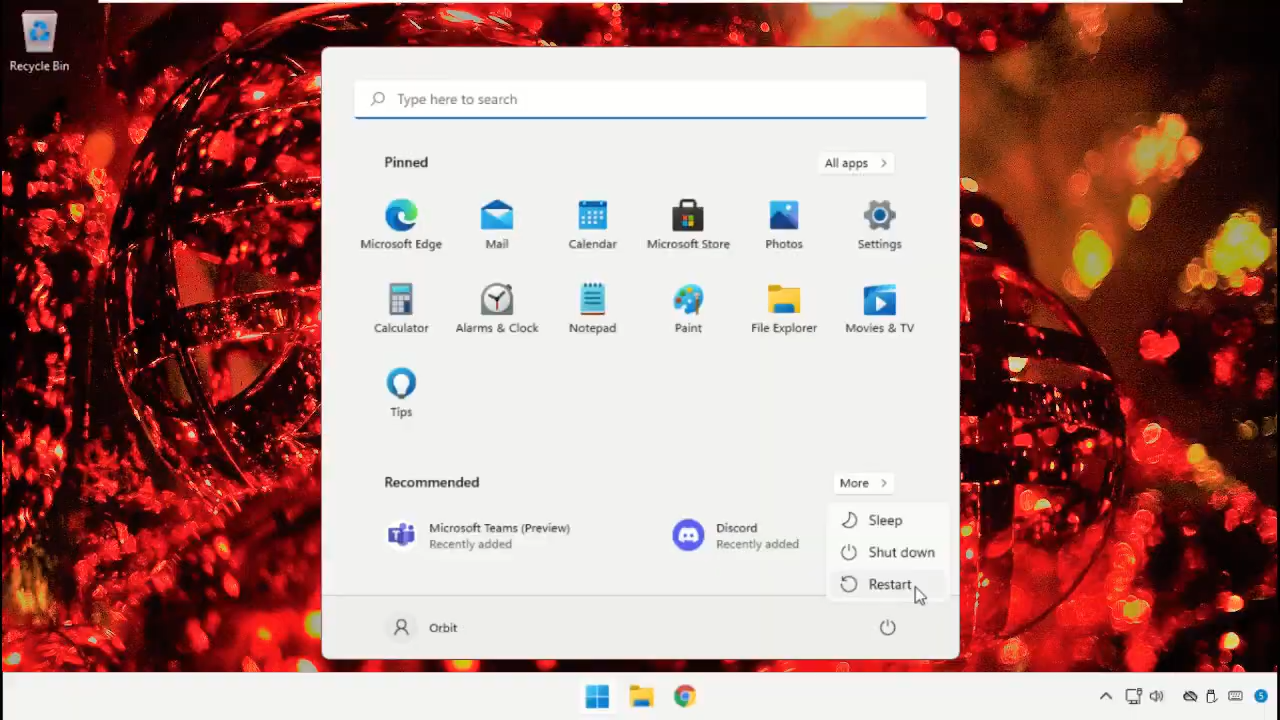 Recycle Bin
Type here to search
Pinned
All apps
Microsoft Edge
Mail
Calendar
Microsoft Store
Photos
Settings
Calculator
Alarms & Clock
Notepad
Paint
File Explorer
Movies & TV
Tips
Recommended
More
Microsoft Teams (Preview)
Recently added
Discord
Recently added
Sleep
Shut down
Restart
Orbit
5